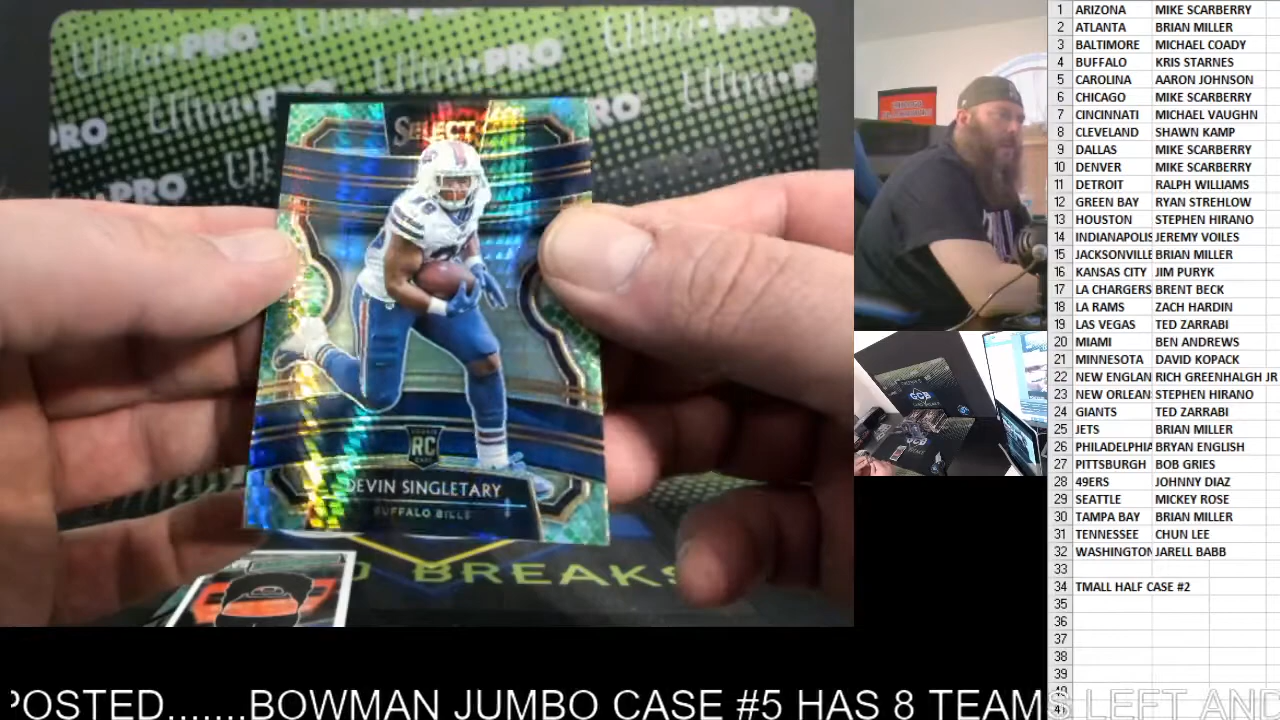 Ultra•PRO
PRO
Ultra•PRO
SELECT
ROOKIE
RC
DEVIN SINGLETARY
BUFFALO BILLS
BREAKS
1 ARIZONA MIKE SCARBERRY
2 ATLANTA BRIAN MILLER
3 BALTIMORE MICHAEL COADY
4 BUFFALO KRIS STARNES
5 CAROLINA AARON JOHNSON
6 CHICAGO MIKE SCARBERRY
7 CINCINNATI MICHAEL VAUGHN
8 CLEVELAND SHAWN KAMP
9 DALLAS MIKE SCARBERRY
10 DENVER MIKE SCARBERRY
11 DETROIT RALPH WILLIAMS
12 GREEN BAY RYAN STREHLOW
13 HOUSTON STEPHEN HIRANO
14 INDIANAPOLIS JEREMY VOILES
15 JACKSONVILLE BRIAN MILLER
16 KANSAS CITY JIM PURYK
17 LA CHARGERS BRENT BECK
18 LA RAMS ZACH HARDIN
19 LAS VEGAS TED ZARRABI
20 MIAMI BEN ANDREWS
21 MINNESOTA DAVID KOPACK
22 NEW ENGLAN RICH GREENHALGH JR
23 NEW ORLEAN STEPHEN HIRANO
24 GIANTS TED ZARRABI
25 JETS BRIAN MILLER
26 PHILADELPHIA BRYAN ENGLISH
27 PITTSBURGH BOB GRIES
28 49ERS JOHNNY DIAZ
29 SEATTLE MICKEY ROSE
30 TAMPA BAY BRIAN MILLER
31 TENNESSEE CHUN LEE
32 WASHINGTON JARELL BABB
33
34 TMALL HALF CASE #2
35
36
37
38
39
POSTED.......BOWMAN JUMBO CASE #5 HAS 8 TEAMS LEFT AND